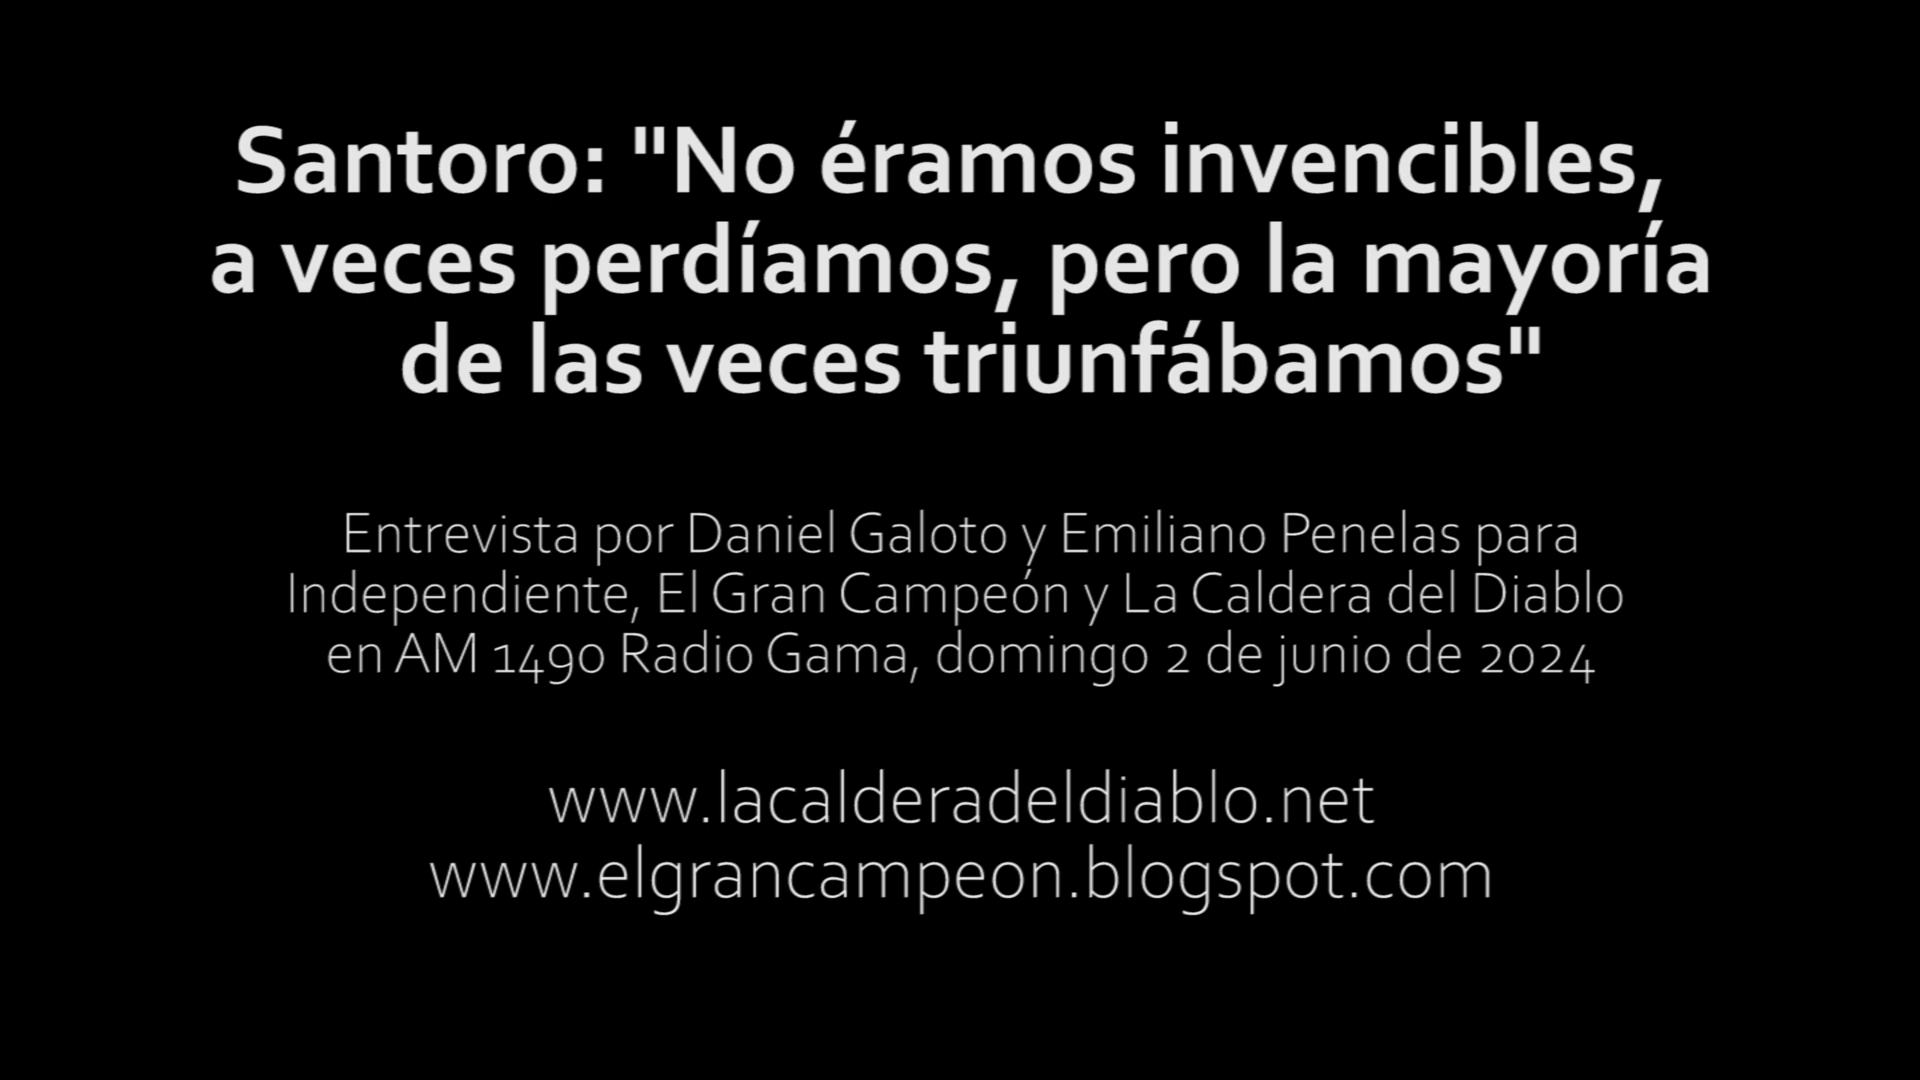 Santoro: "No éramos invencibles,
a veces perdíamos, pero la mayoría
de las veces triunfábamos"
Entrevista por Daniel Galoto y Emiliano Penelas para
Independiente, El Gran Campeón y La Caldera del Diablo
en AM 1490 Radio Gama, domingo 2 de junio de 2024
www.lacalderadeldiablo.net
www.elgrancampeon.blogspot.com